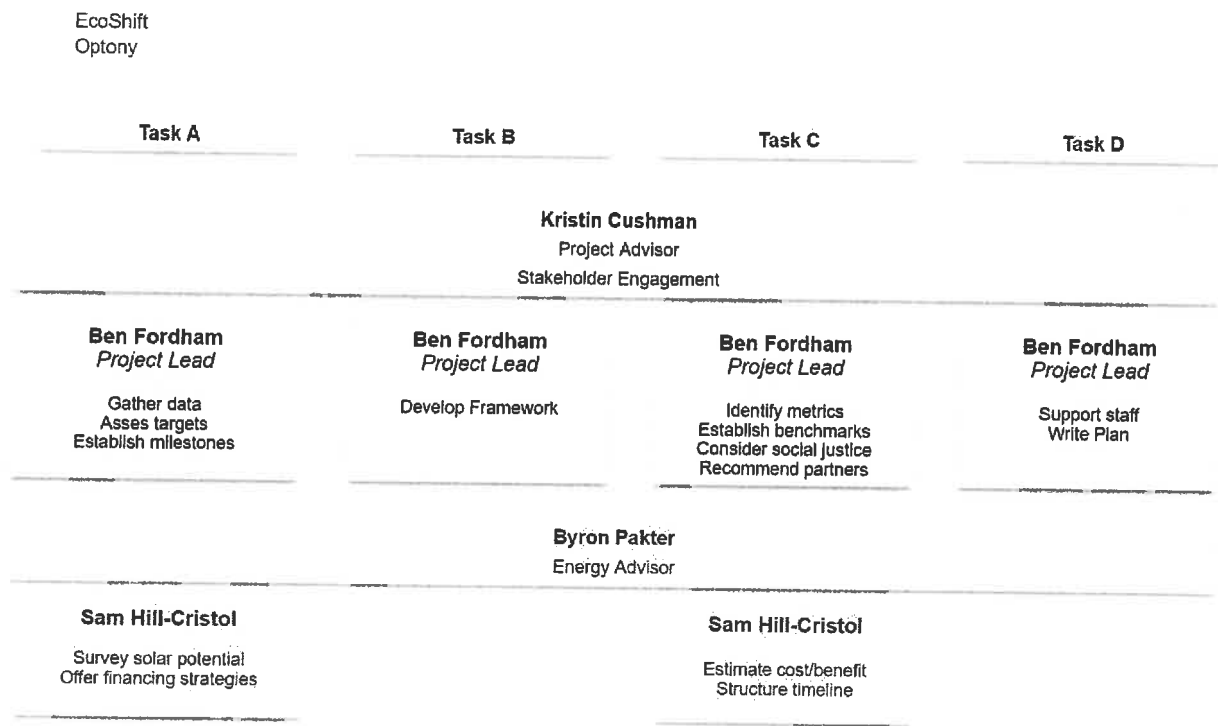 EcoShift
Optony
Task A
Task B
Task C
Task D
Kristin Cushman
Project Advisor
Stakeholder Engagement
Ben Fordham
Project Lead
Gather data
Asses targets
Establish milestones
Ben Fordham
Project Lead
Develop Framework
Ben Fordham
Project Lead
Identify metrics
Establish benchmarks
Consider social justice
Recommend partners
Ben Fordham
Project Lead
Support staff
Write Plan
Byron Pakter
Energy Advisor
Sam Hill-Cristol
Survey solar potential
Offer financing strategies
Sam Hill-Cristol
Estimate cost/benefit
Structure timeline